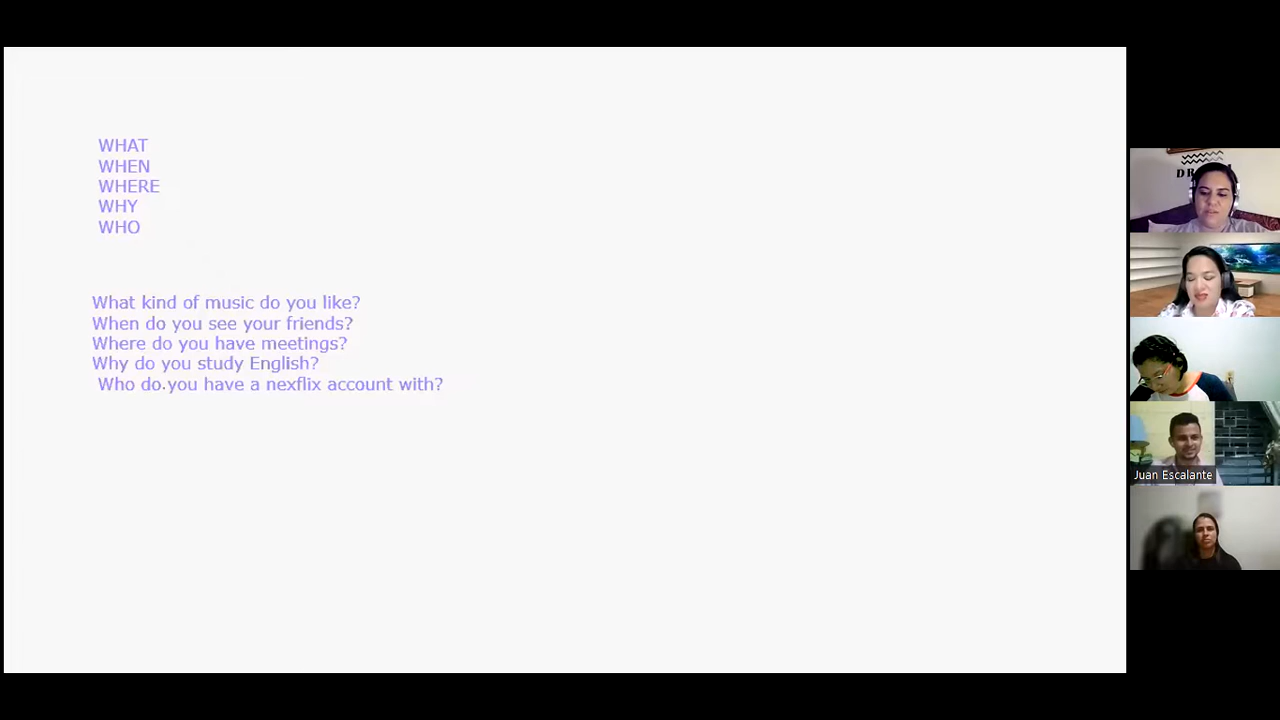 WHAT
WHEN
WHERE
WHY
WHO
What kind of music do you like?
When do you see your friends?
Where do you have meetings?
Why do you study English?
Who do.you have a nexflix account with?
Juan Escalante